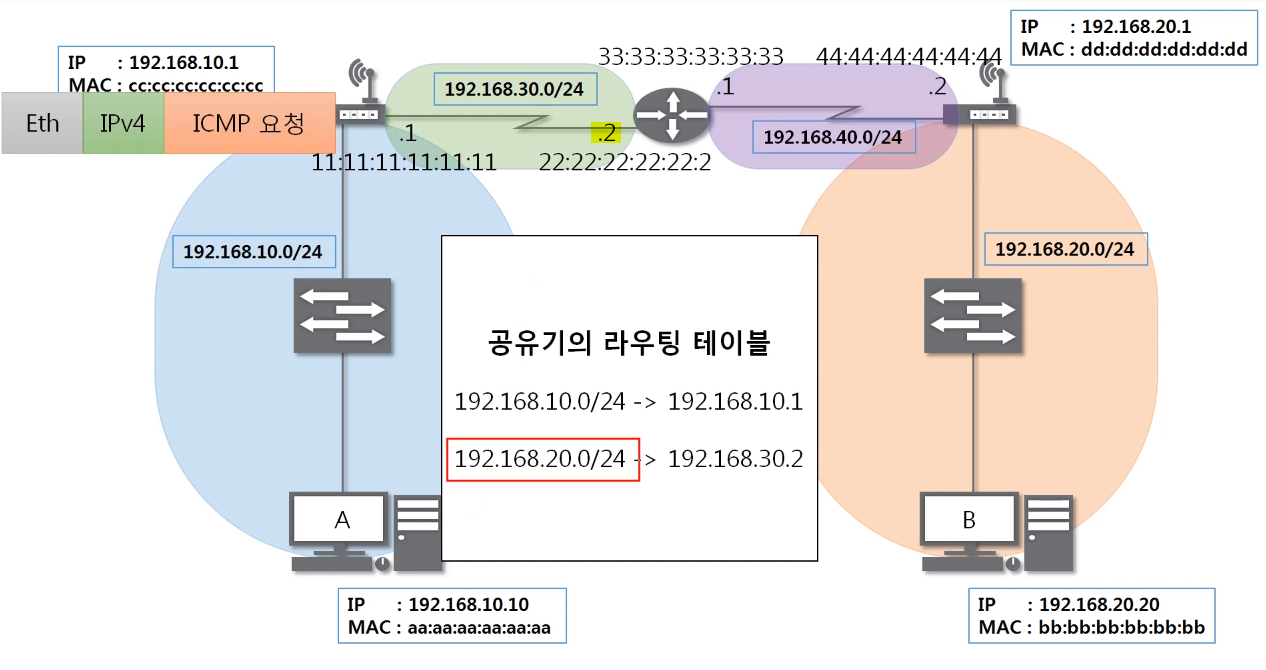 IP : 192.168.10.1
MAC : cc:cc:cc:cc:cc:cc
Eth
IPv4
ICMP 요청
192.168.30.0/24
.1
.2
11:11:11:11:11:11
22:22:22:22:22:2
33:33:33:33:33:33
44:44:44:44:44:44
.1
.2
192.168.40.0/24
IP : 192.168.20.1
MAC : dd:dd:dd:dd:dd:dd
192.168.10.0/24
192.168.20.0/24
공유기의 라우팅 테이블
192.168.10.0/24 -> 192.168.10.1
192.168.20.0/24 -> 192.168.30.2
A
B
IP : 192.168.10.10
MAC : aa:aa:aa:aa:aa:aa
IP : 192.168.20.20
MAC : bb:bb:bb:bb:bb:bb